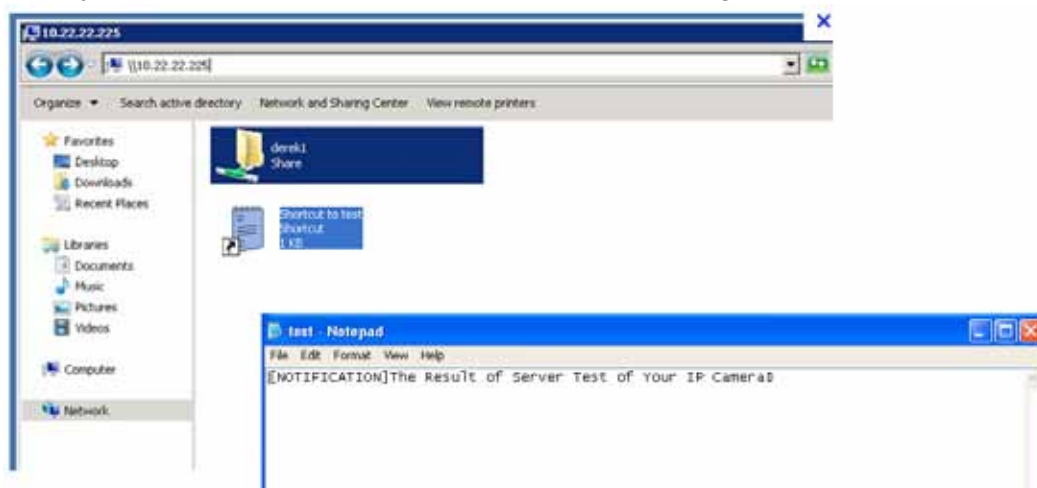 10.22.22.225
\\10.22.22.225
Organize Search active directory Network and Sharing Center View remote printers
Favorites
Desktop
Downloads
Recent Places
Libraries
Documents
Music
Pictures
Videos
Computer
Network
derek1
Share
Shortcut to test
Shortcut
1 KB
test - Notepad
File Edit Format View Help
[NOTIFICATION]The Result of Server Test of Your IP Camera